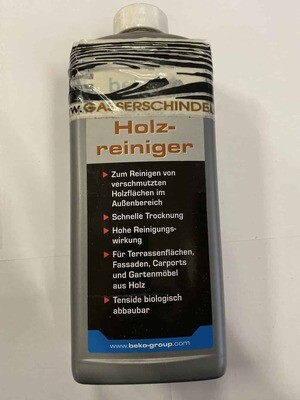 W.GASSERSCHINDEL
Holz-
reiniger
Zum Reinigen von
verschmutzten
Holzflächen im
Außenbereich
Schnelle Trocknung
Hohe Reinigungs-
wirkung
Für Terrassenflächen,
Fassaden, Carports
und Gartenmöbel
aus Holz
Tenside biologisch
abbaubar
www.beko-group.com